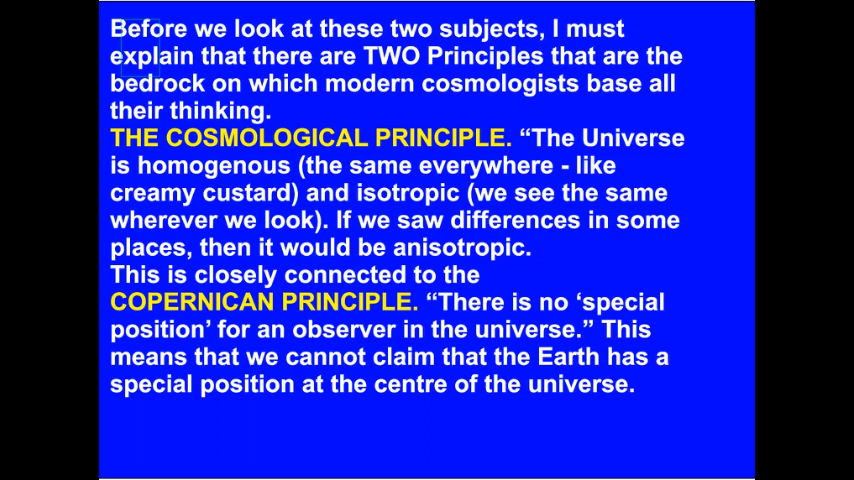 Before we look at these two subjects, I must
explain that there are TWO Principles that are the
bedrock on which modern cosmologists base all
their thinking.
THE COSMOLOGICAL PRINCIPLE. “The Universe
is homogenous (the same everywhere - like
creamy custard) and isotropic (we see the same
wherever we look). If we saw differences in some
places, then it would be anisotropic.
This is closely connected to the
COPERNICAN PRINCIPLE. “There is no ‘special
position’ for an observer in the universe.” This
means that we cannot claim that the Earth has a
special position at the centre of the universe.